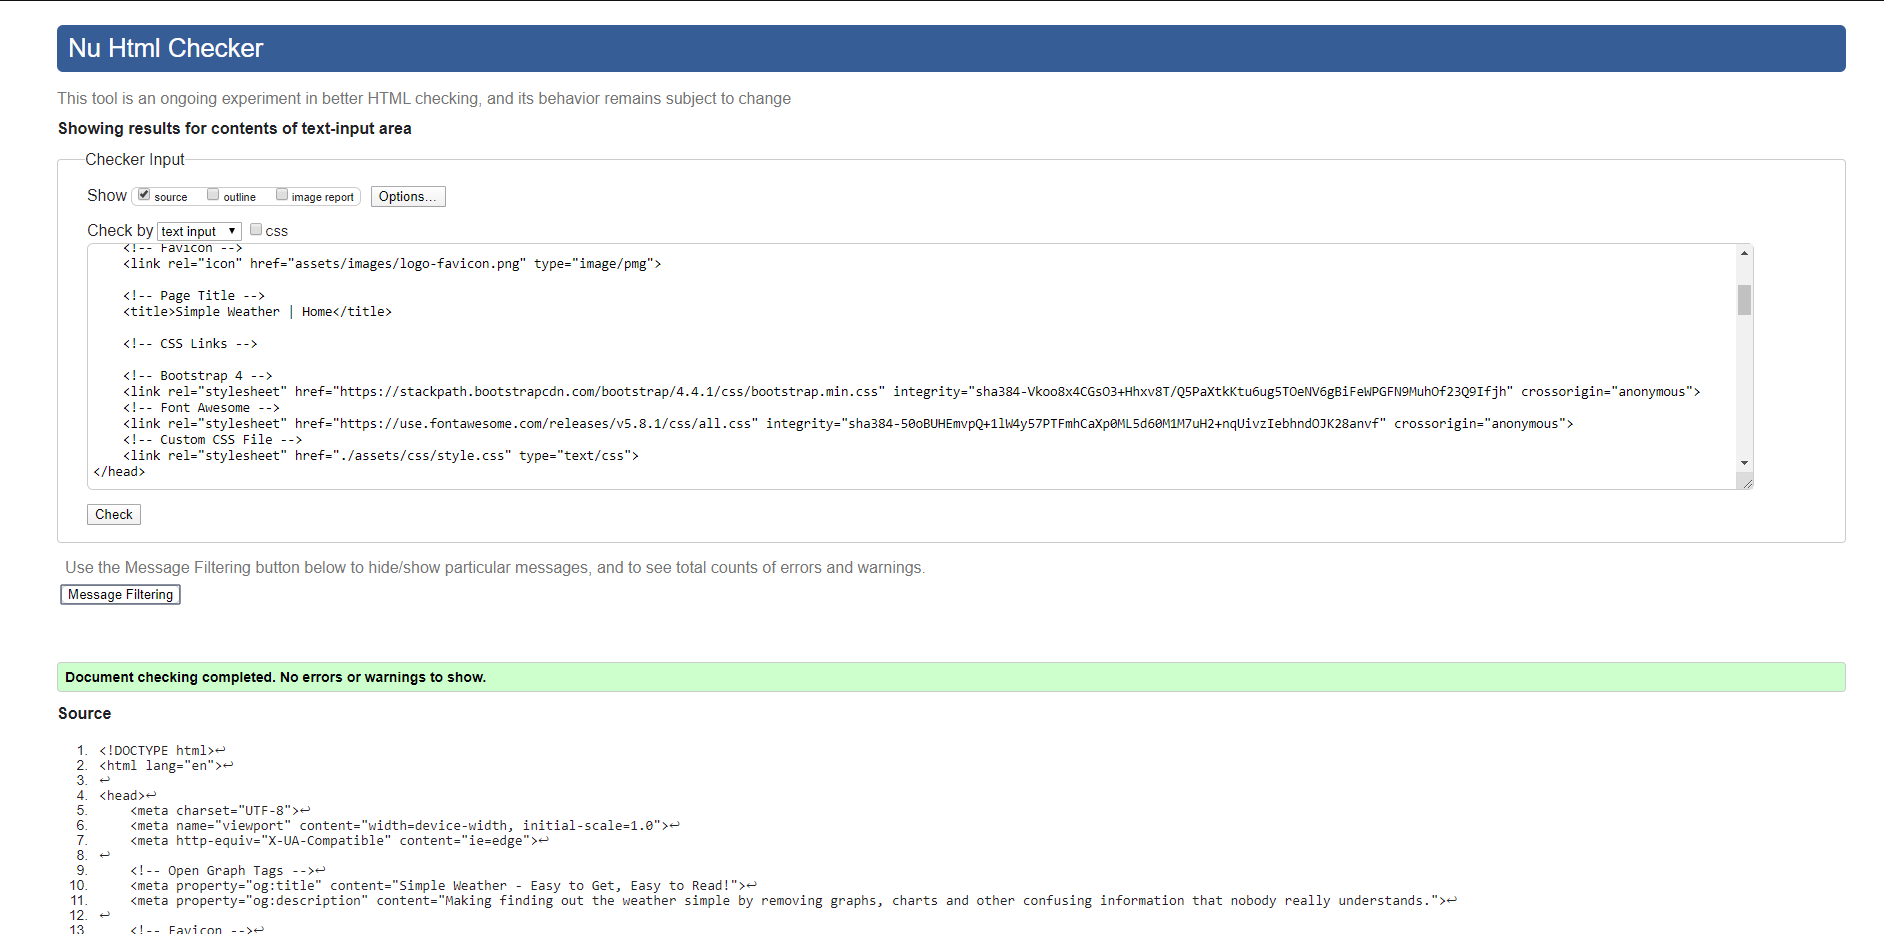 Nu Html Checker
This tool is an ongoing experiment in better HTML checking, and its behavior remains subject to change
Showing results for contents of text-input area
Checker Input
Show source outline image report Options...
Check by text input css
<!-- Favicon -->
<link rel="icon" href="assets/images/logo-favicon.png" type="image/pmg">
<!-- Page Title -->
<title>Simple Weather | Home</title>
<!-- CSS Links -->
<!-- Bootstrap 4 -->
<link rel="stylesheet" href="https://stackpath.bootstrapcdn.com/bootstrap/4.4.1/css/bootstrap.min.css" integrity="sha384-Vkoo8x4CGsO3+Hhxv8T/Q5PaXtkKtu6ug5TOeNV6gBiFeWPGFN9MuhOf23Q9Ifjh" crossorigin="anonymous">
<!-- Font Awesome -->
<link rel="stylesheet" href="https://use.fontawesome.com/releases/v5.8.1/css/all.css" integrity="sha384-50oBUHEmvpQ+1lW4y57PTFmhCaXp0ML5d60M1M7uH2+nqUivzIebhndOJK28anvf" crossorigin="anonymous">
<!-- Custom CSS File -->
<link rel="stylesheet" href="./assets/css/style.css" type="text/css">
</head>
Check
Use the Message Filtering button below to hide/show particular messages, and to see total counts of errors and warnings.
Message Filtering
Document checking completed. No errors or warnings to show.
Source
1. <!DOCTYPE html>↩
2. <html lang="en">↩
3. ↩
4. <head>↩
5. <meta charset="UTF-8">↩
6. <meta name="viewport" content="width=device-width, initial-scale=1.0">↩
7. <meta http-equiv="X-UA-Compatible" content="ie=edge">↩
8. ↩
9. <!-- Open Graph Tags -->↩
10. <meta property="og:title" content="Simple Weather - Easy to Get, Easy to Read!">↩
11. <meta property="og:description" content="Making finding out the weather simple by removing graphs, charts and other confusing information that nobody really understands.">↩
12. ↩
13. <!-- Favicon -->↩